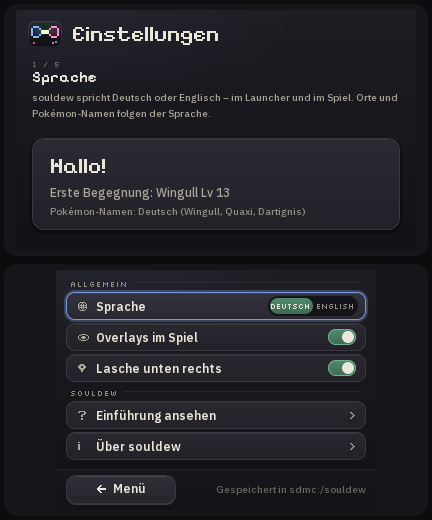 Einstellungen
1 / 5
Sprache
souldew spricht Deutsch oder Englisch – im Launcher und im Spiel. Orte und
Pokémon-Namen folgen der Sprache.
Hallo!
Erste Begegnung: Wingull Lv 13
Pokémon-Namen: Deutsch (Wingull, Quaxi, Dartignis)
ALLGEMEIN
Sprache DEUTSCH ENGLISH
Overlays im Spiel
Lasche unten rechts
SOULDEW
? Einführung ansehen >
i Über souldew >
← Menü Gespeichert in sdmc:/souldew